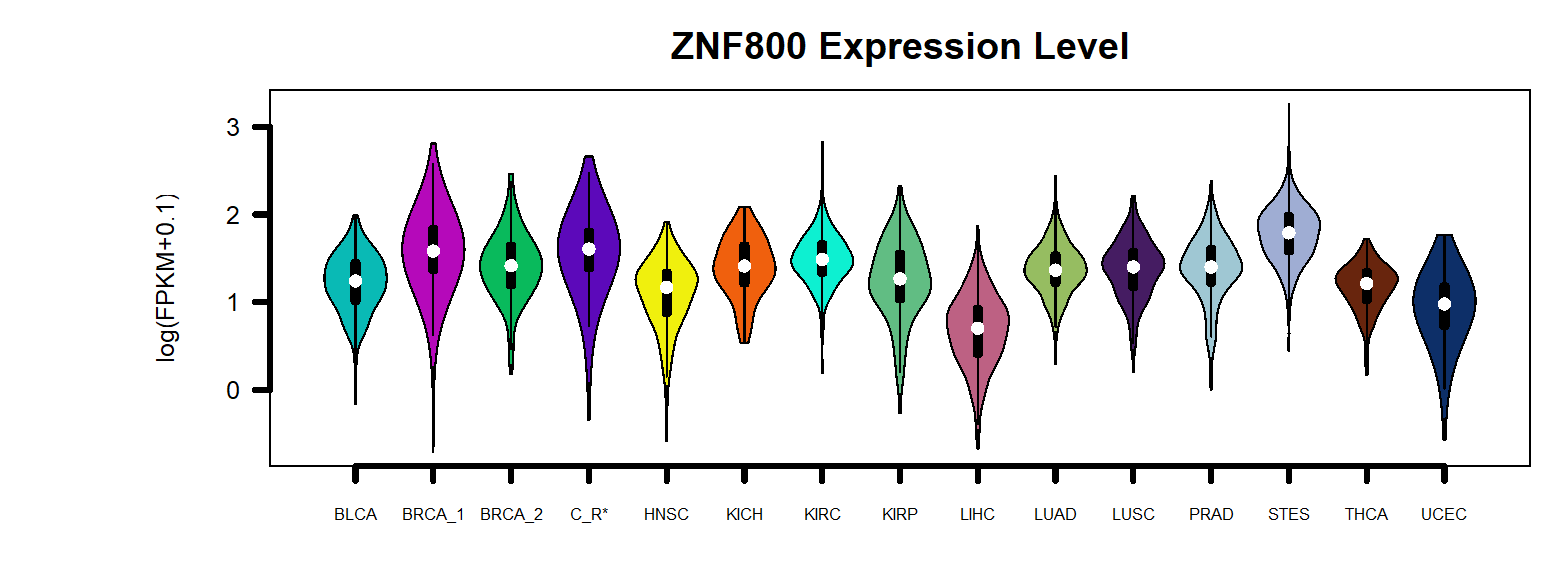 ZNF800 Expression Level
log(FPKM+0.1)
3
2
1
0
BLCA BRCA_1 BRCA_2 C_R* HNSC KICH KIRC KIRP LIHC LUAD LUSC PRAD STES THCA UCEC